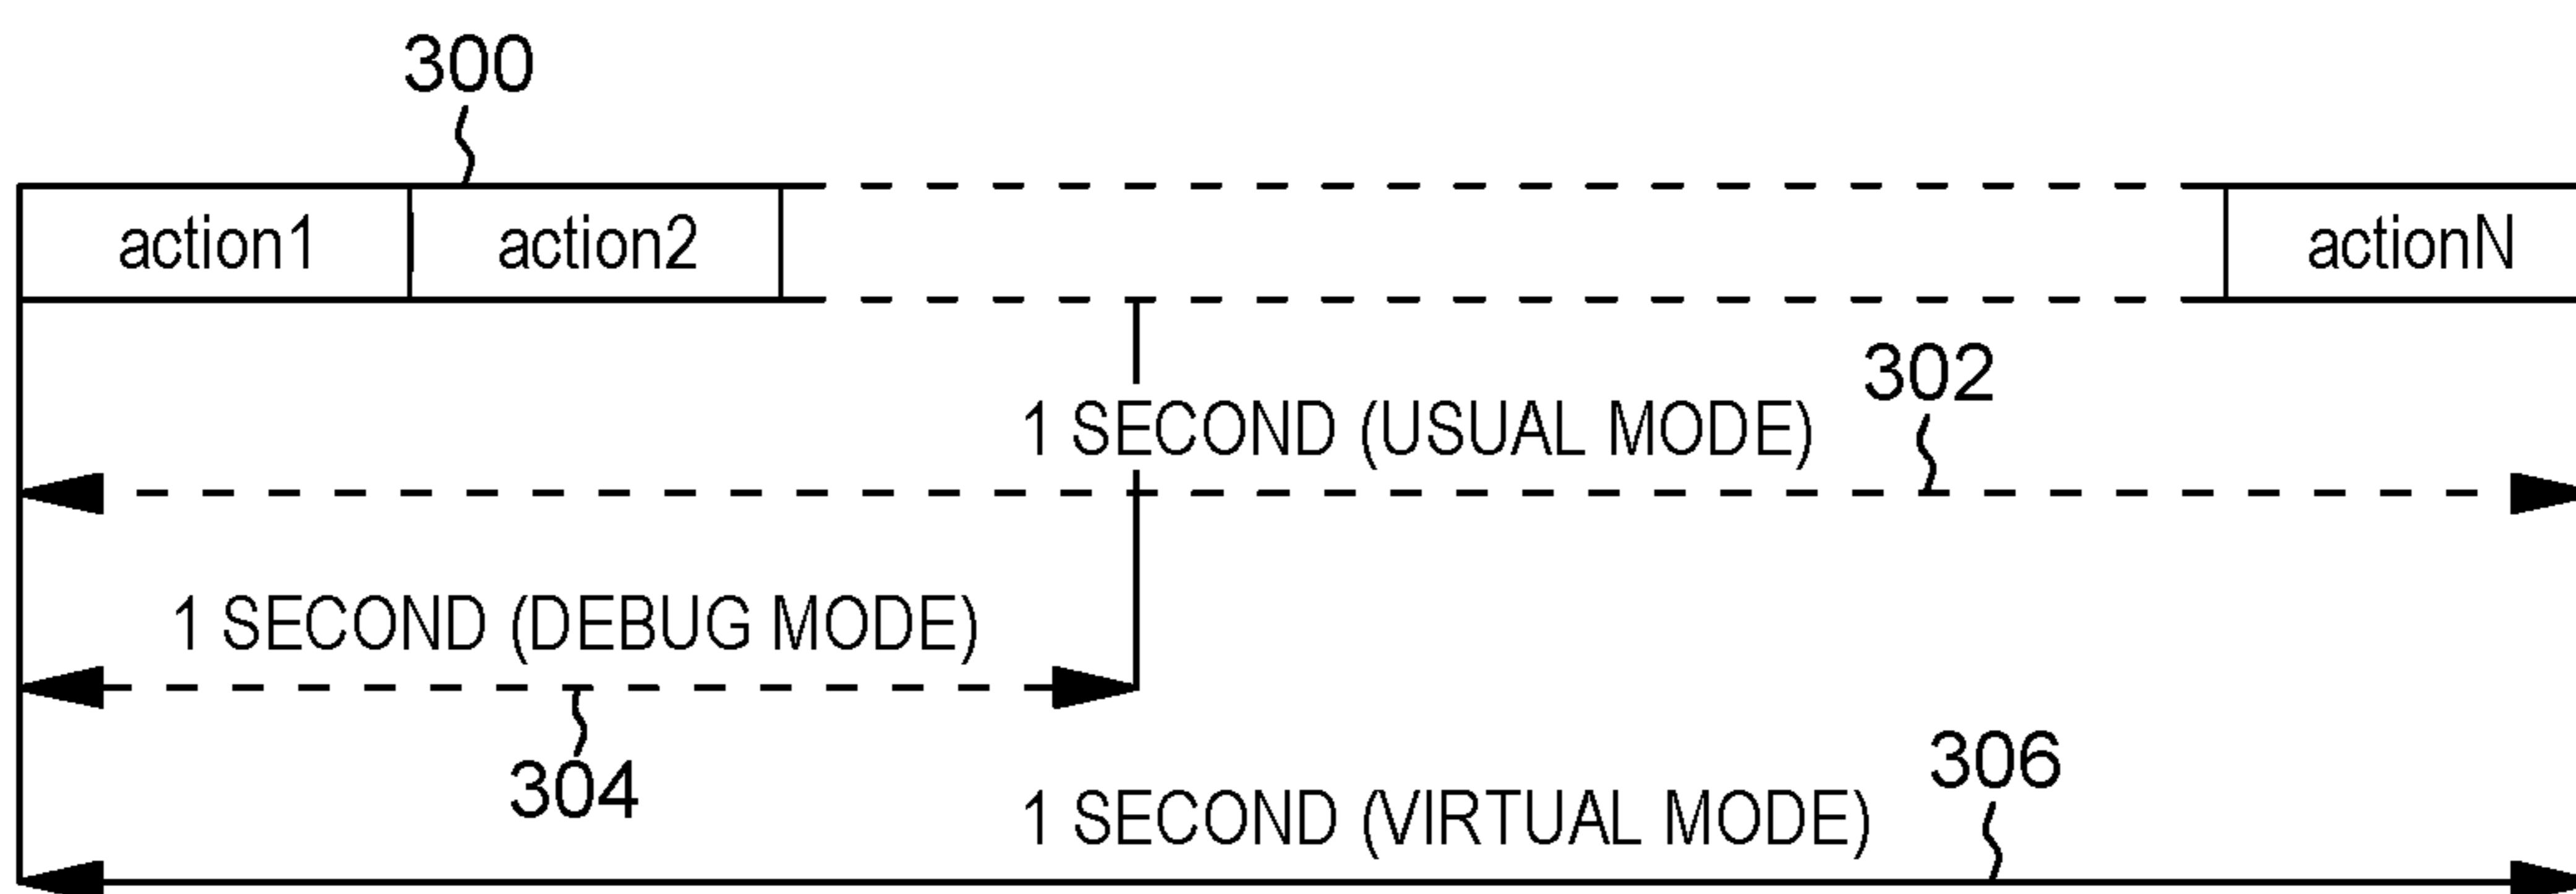 300
action1 action2 actionN
302
1 SECOND (USUAL MODE)
1 SECOND (DEBUG MODE)
304
306
1 SECOND (VIRTUAL MODE)